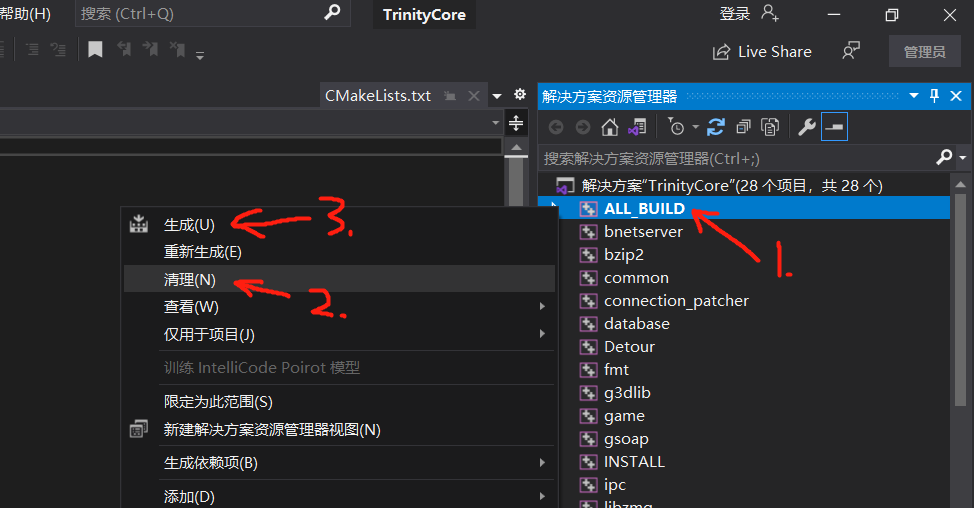 帮助(H)
搜索 (Ctrl+Q)
TrinityCore
登录
Live Share
管理员
CMakeLists.txt
解决方案资源管理器
搜索解决方案资源管理器(Ctrl+;)
解决方案"TrinityCore"(28 个项目，共 28 个)
ALL_BUILD
bnetserver
bzip2
common
connection_patcher
database
Detour
fmt
g3dlib
game
gsoap
INSTALL
ipc
libzmq
生成(U)
重新生成(E)
清理(N)
查看(W)
仅用于项目(J)
训练 IntelliCode Poirot 模型
限定为此范围(S)
新建解决方案资源管理器视图(N)
生成依赖项(B)
添加(D)
1.
2.
3.